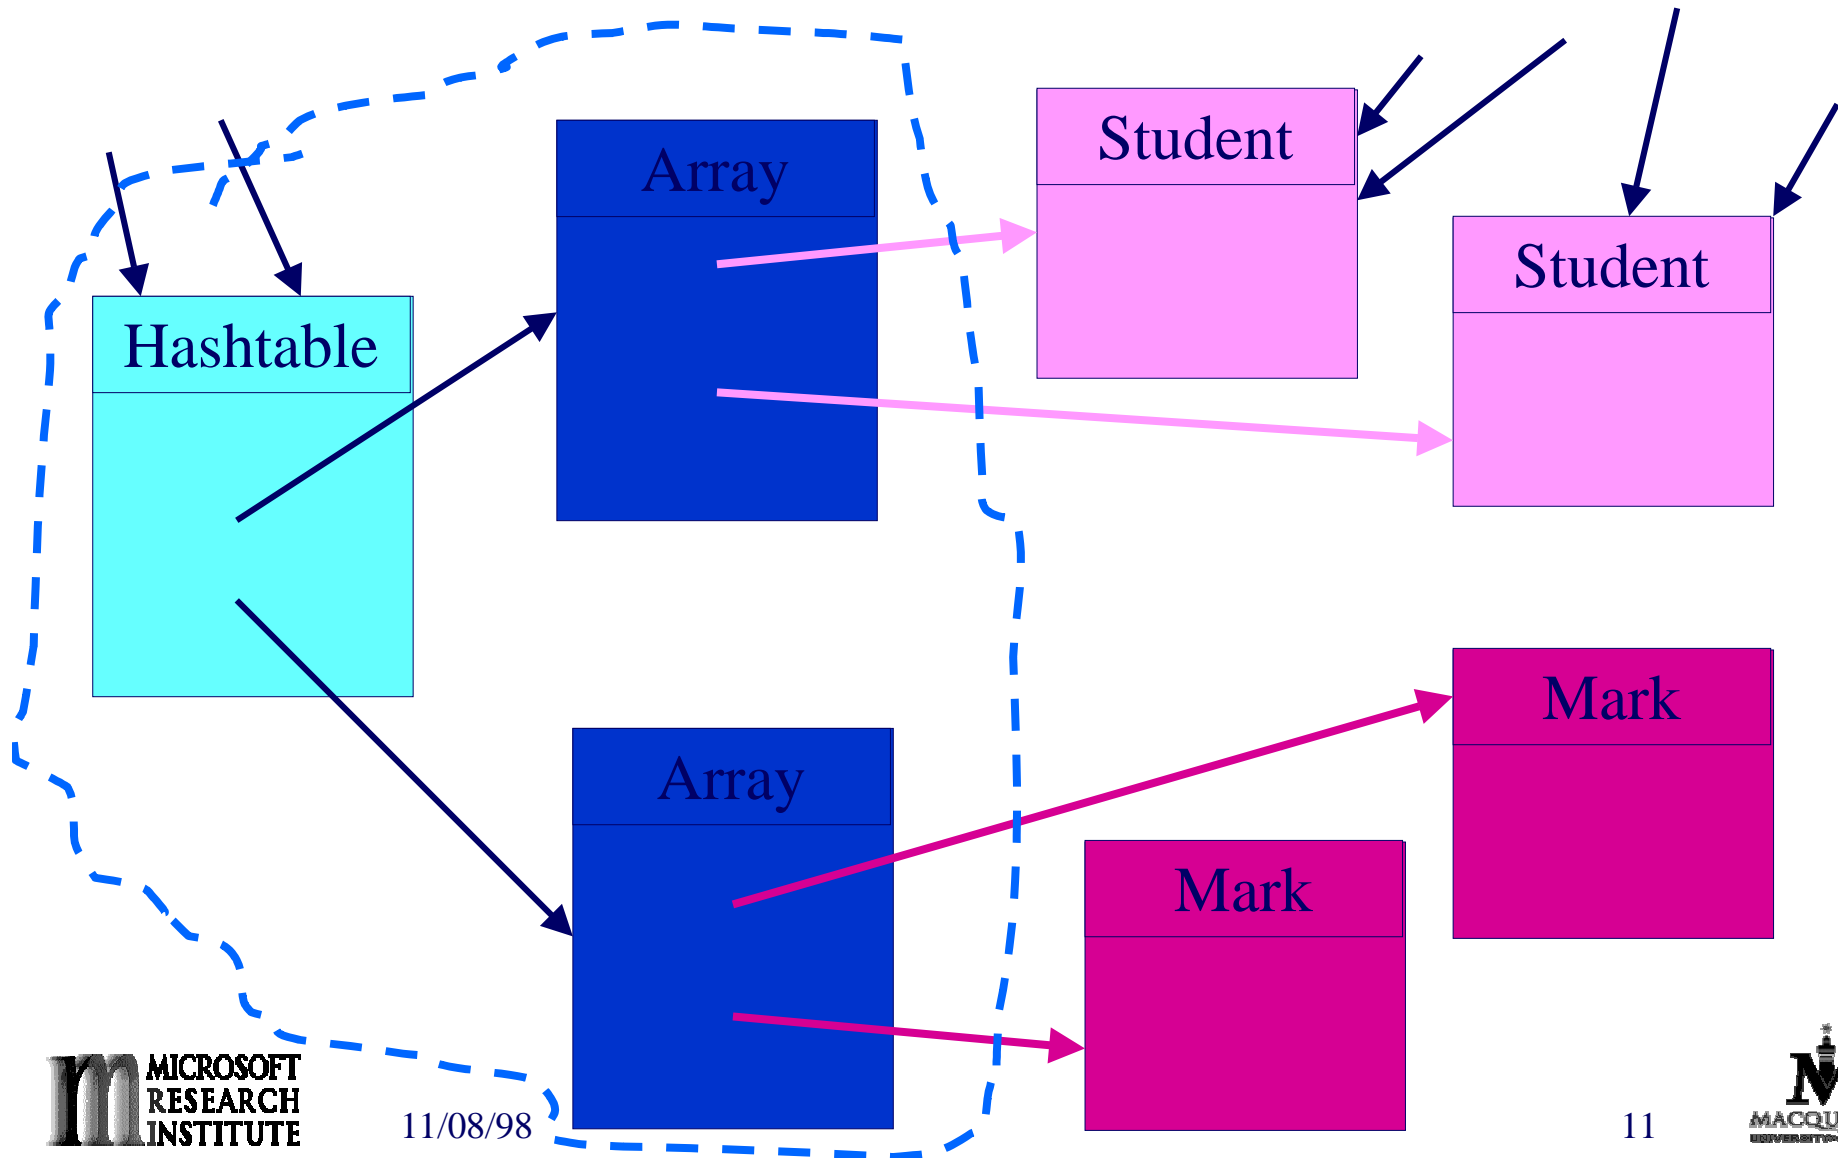 Student
Array
Student
Hashtable
Mark
Array
Mark
MICROSOFT
RESEARCH
INSTITUTE
11/08/98
11